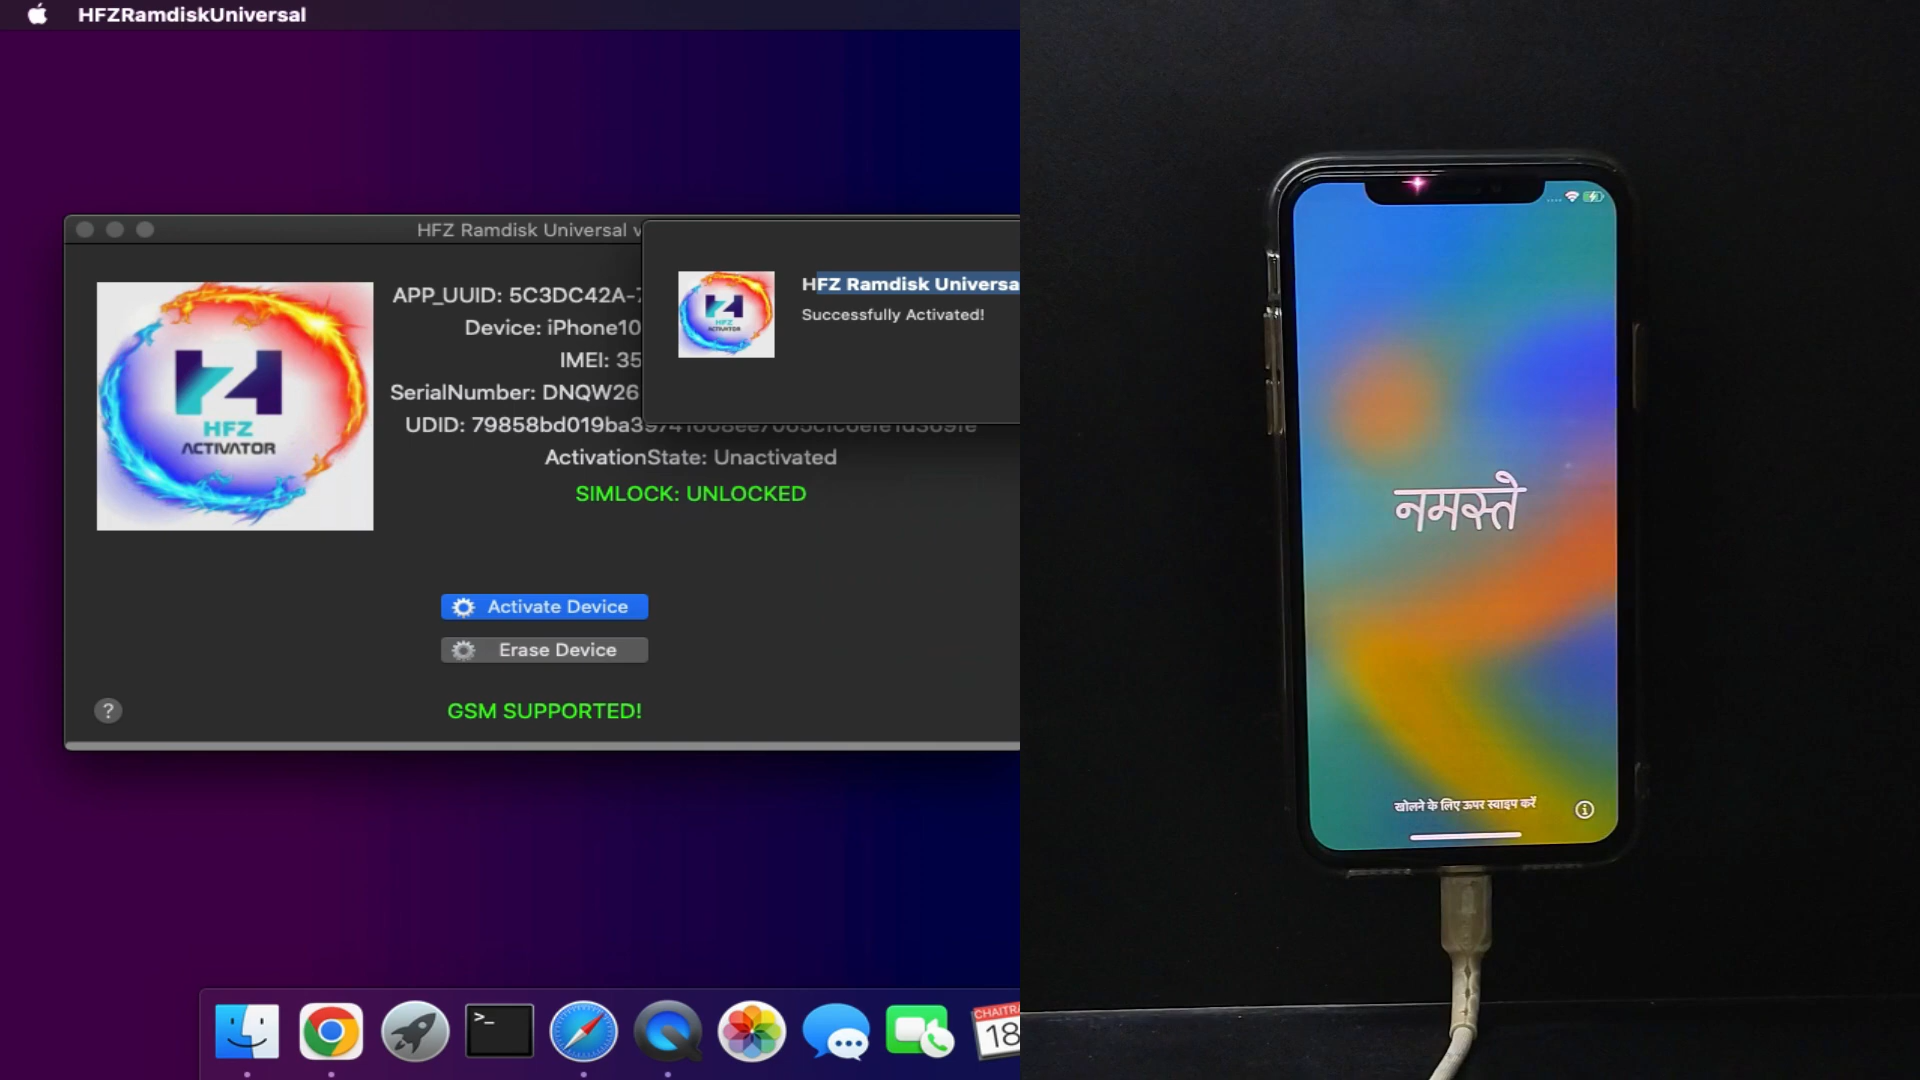 HFZRamdiskUniversal
HFZ Ramdisk Universal
HFZ
ACTIVATOR
APP_UUID: 5C3DC42A-
Device: iPhone10
IMEI: 35
SerialNumber: DNQW26
UDID: 79858bd019ba3
ActivationState: Unactivated
SIMLOCK: UNLOCKED
Activate Device
Erase Device
GSM SUPPORTED!
?
HFZ Ramdisk Universa
Successfully Activated!
HFZ
ACTIVATOR
>_
CHAITRA
18
नमस्ते
खोलने के लिए ऊपर स्वाइप करें